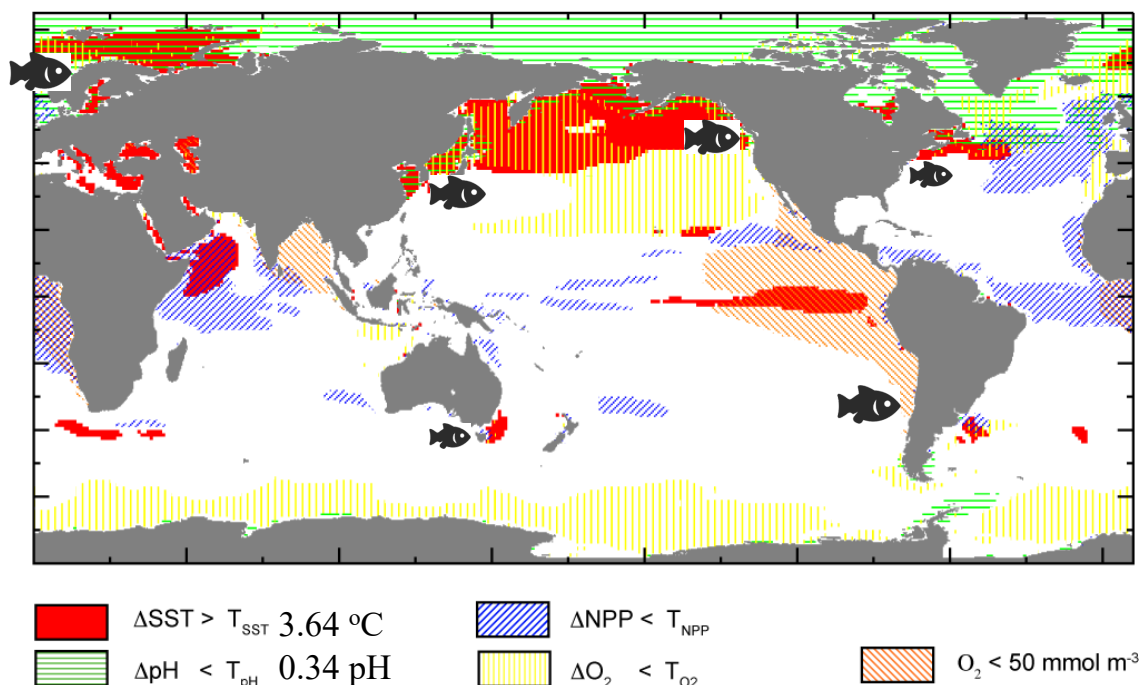 ΔSST > T_SST 3.64 °C
ΔNPP < T_NPP
ΔpH < T_pH 0.34 pH
ΔO₂ < T_O2
O₂ < 50 mmol m⁻³